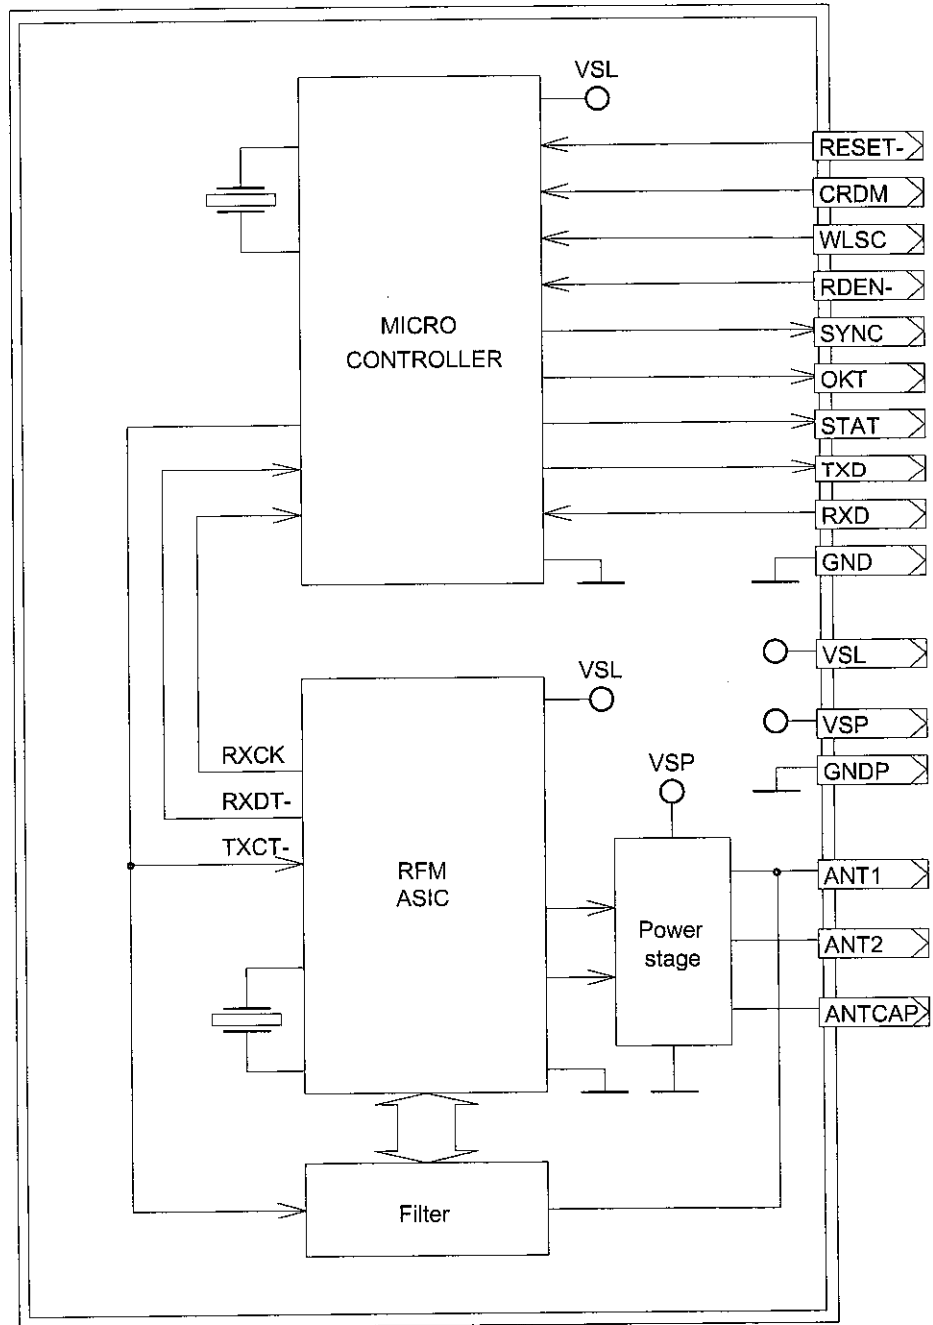 VSL
RESET-
CRDM
WLSC
RDEN-
SYNC
MICRO
CONTROLLER
OKT
STAT
TXD
RXD
GND
VSL
VSL
VSP
RXCK
VSP
GNDP
RXDT-
TXCT-
RFM
ASIC
ANT1
Power
stage
ANT2
ANTCAP
Filter